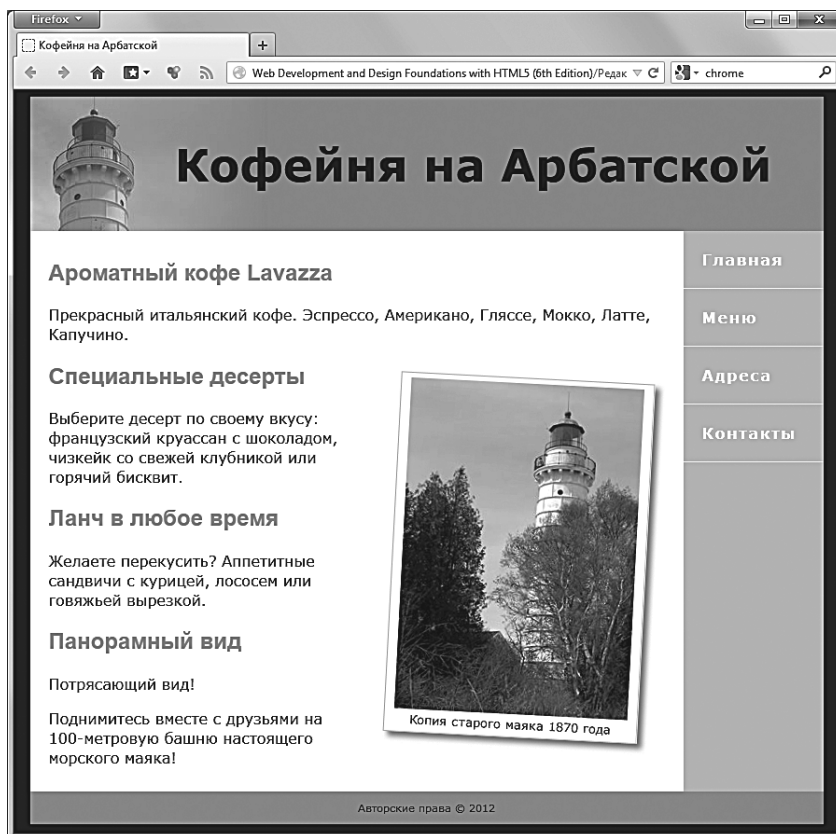 Firefox
Кофейня на Арбатской
Web Development and Design Foundations with HTML5 (6th Edition)/Редак
chrome
Кофейня на Арбатской
Главная
Меню
Адреса
Контакты
Ароматный кофе Lavazza
Прекрасный итальянский кофе. Эспрессо, Американо, Гляссе, Мокко, Латте,
Капучино.
Специальные десерты
Выберите десерт по своему вкусу:
французский круассан с шоколадом,
чизкейк со свежей клубникой или
горячий бисквит.
Ланч в любое время
Желаете перекусить? Аппетитные
сандвичи с курицей, лососем или
говяжьей вырезкой.
Панорамный вид
Потрясающий вид!
Поднимитесь вместе с друзьями на
100-метровую башню настоящего
морского маяка!
Копия старого маяка 1870 года
Авторские права © 2012